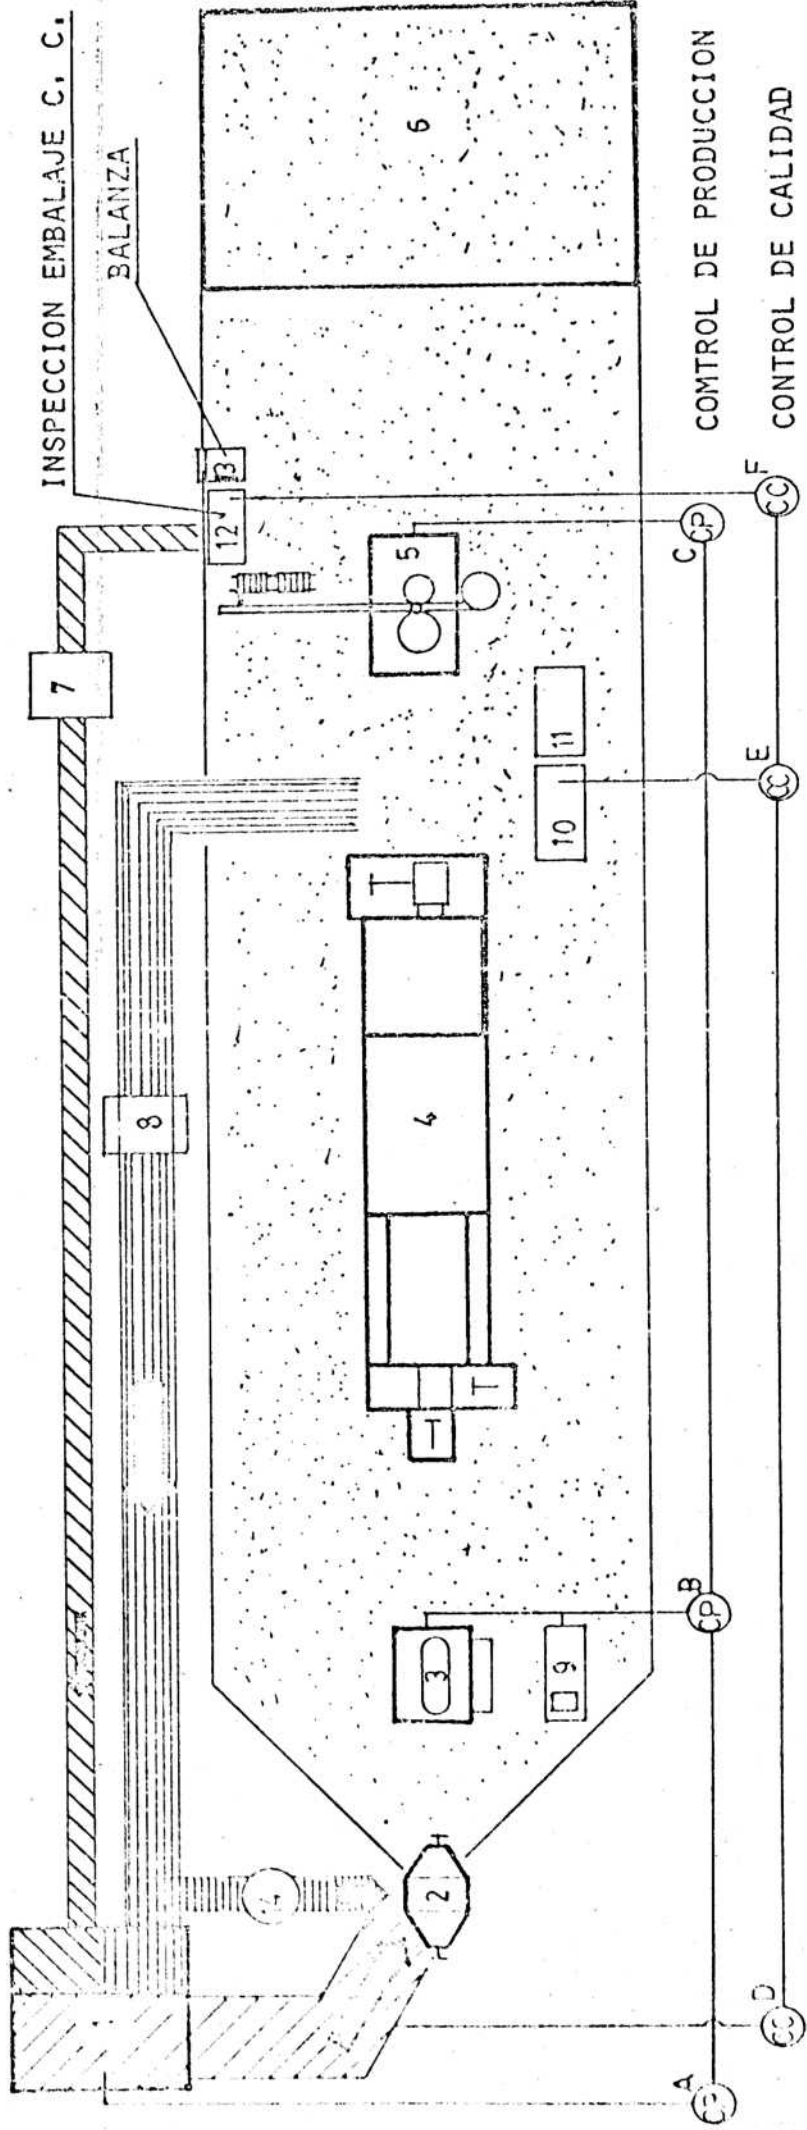 INSPECCION EMBALAJE C. C.
BALANZA
7
8
12
13
6
5
4
3
2
9
10
11
T
T
T
A
CP
B
CP
C
CP
COMTROL DE PRODUCCION
D
CC
E
CC
F
CC
CONTROL DE CALIDAD